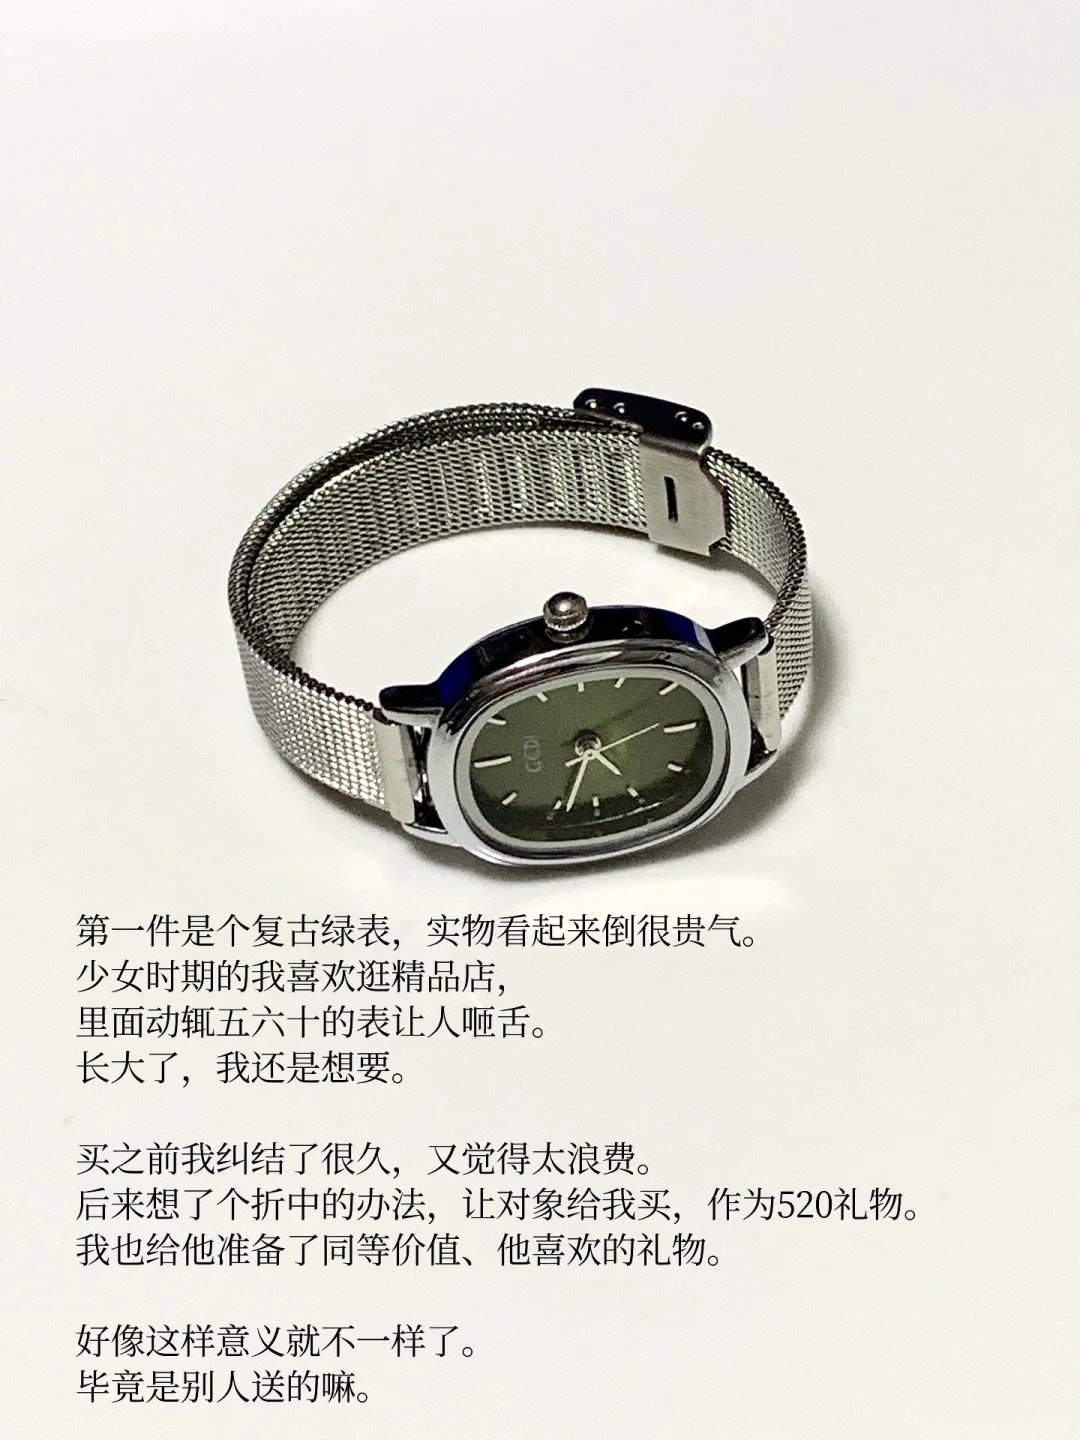 GCDI
第一件是个复古绿表，实物看起来倒很贵气。
少女时期的我喜欢逛精品店，
里面动辄五六十的表让人咂舌。
长大了，我还是想要。
买之前我纠结了很久，又觉得太浪费。
后来想了个折中的办法，让对象给我买，作为520礼物。
我也给他准备了同等价值、他喜欢的礼物。
好像这样意义就不一样了。
毕竟是别人送的嘛。